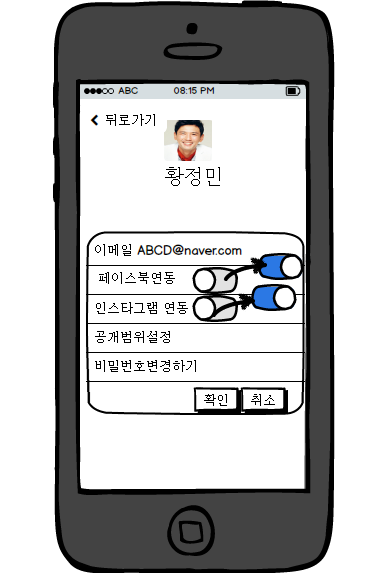 ABC 08:15 PM
뒤로가기
황정민
이메일 ABCD@naver.com
페이스북연동
인스타그램 연동
공개범위설정
비밀번호변경하기
확인 취소